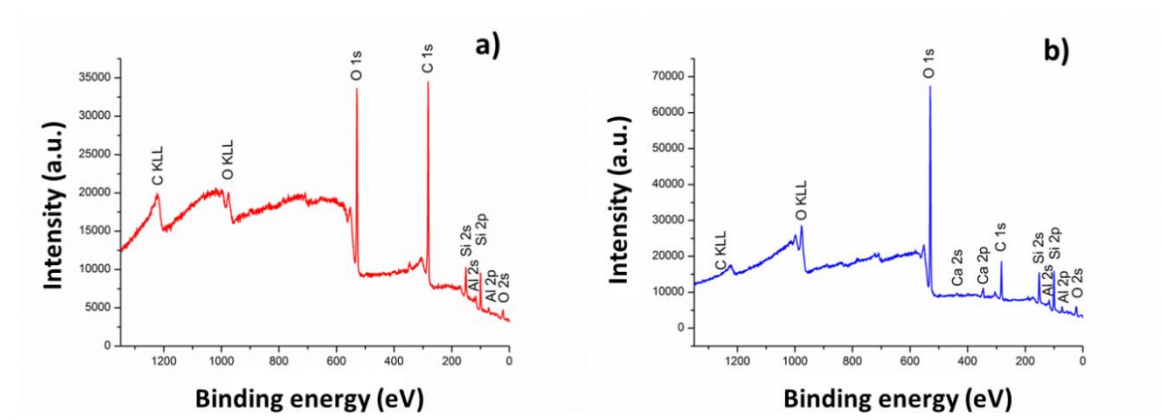 a)
Intensity (a.u.)
35000
30000
25000
20000
15000
10000
5000
0
C KLL
O KLL
O 1s
C 1s
Si 2s
Al 2s
Si 2p
Al 2p
O 2s
1200 1000 800 600 400 200 0
Binding energy (eV)
b)
Intensity (a.u.)
70000
60000
50000
40000
30000
20000
10000
0
C KLL
O KLL
O 1s
Ca 2s
Ca 2p
C 1s
Si 2s
Al 2s
Si 2p
Al 2p
O 2s
1200 1000 800 600 400 200 0
Binding energy (eV)